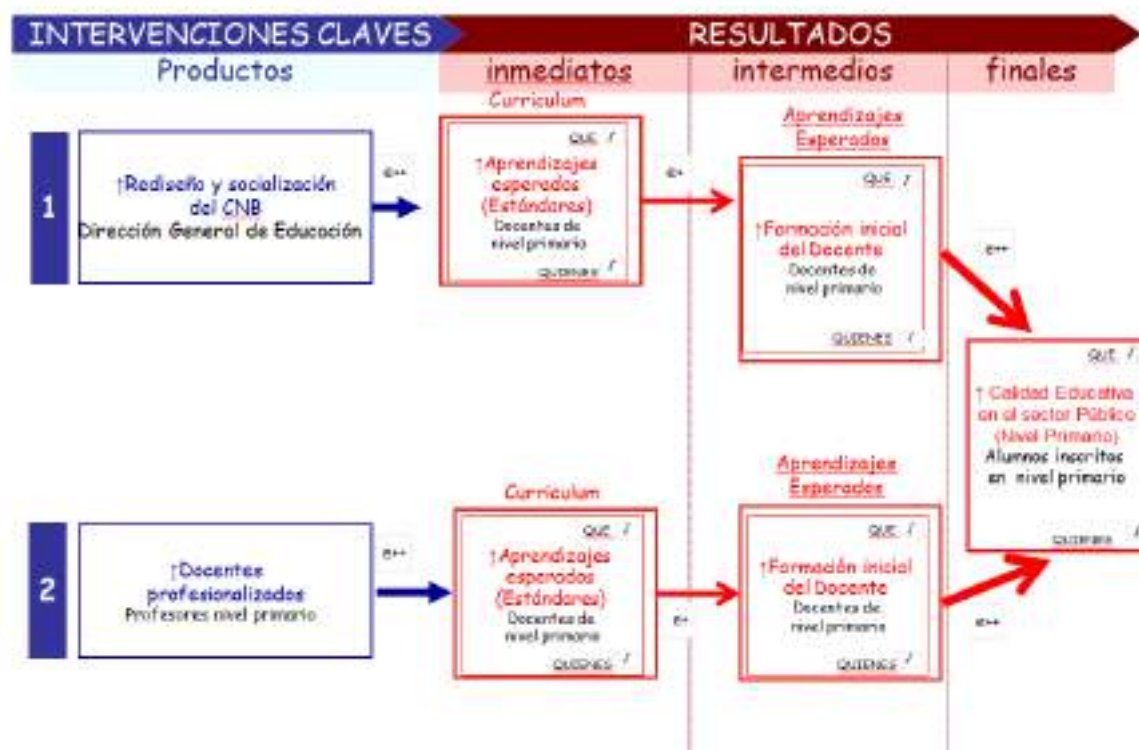 INTERVENCIONES CLAVES
RESULTADOS
Productos
inmediatos
intermedios
finales
1
↑Rediseño y socialización
del CNB
Dirección General de Educación
e++
Curriculum
QUE /
↑Aprendizajes
esperados
(Estándares)
Docentes de
nivel primario
QUIENES /
e+
Aprendizajes
Esperados
QUE /
↑Formación inicial
del Docente
Docentes de
nivel primario
QUIENES /
e++
QUE /
↑ Calidad Educativa
en el sector Público
(Nivel Primario)
Alumnos inscritos
en nivel primario
QUIENES /
2
↑Docentes
profesionalizados
Profesores nivel primario
e++
Curriculum
QUE /
↑Aprendizajes
esperados
(Estándares)
Docentes de
nivel primario
QUIENES /
e+
Aprendizajes
Esperados
QUE /
↑Formación inicial
del Docente
Docentes de
nivel primario
QUIENES /
e++